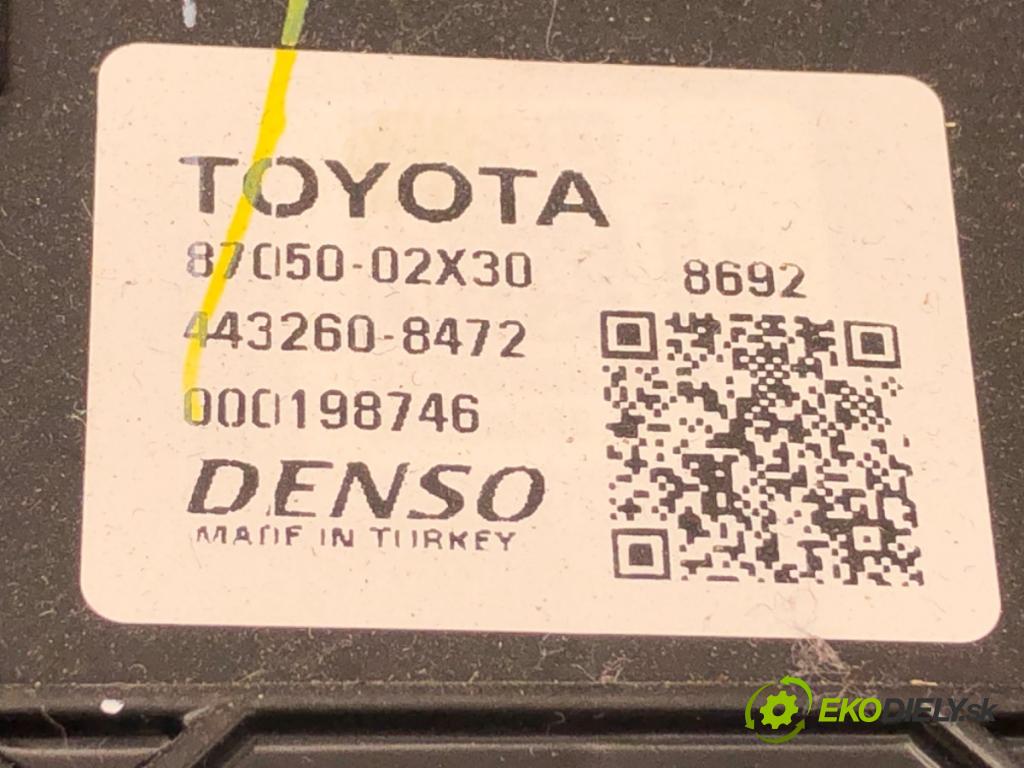 TOYOTA
87050-02X30
8692
443260-8472
000198746
DENSO
MADE IN TURKEY
EKODIELY.sk